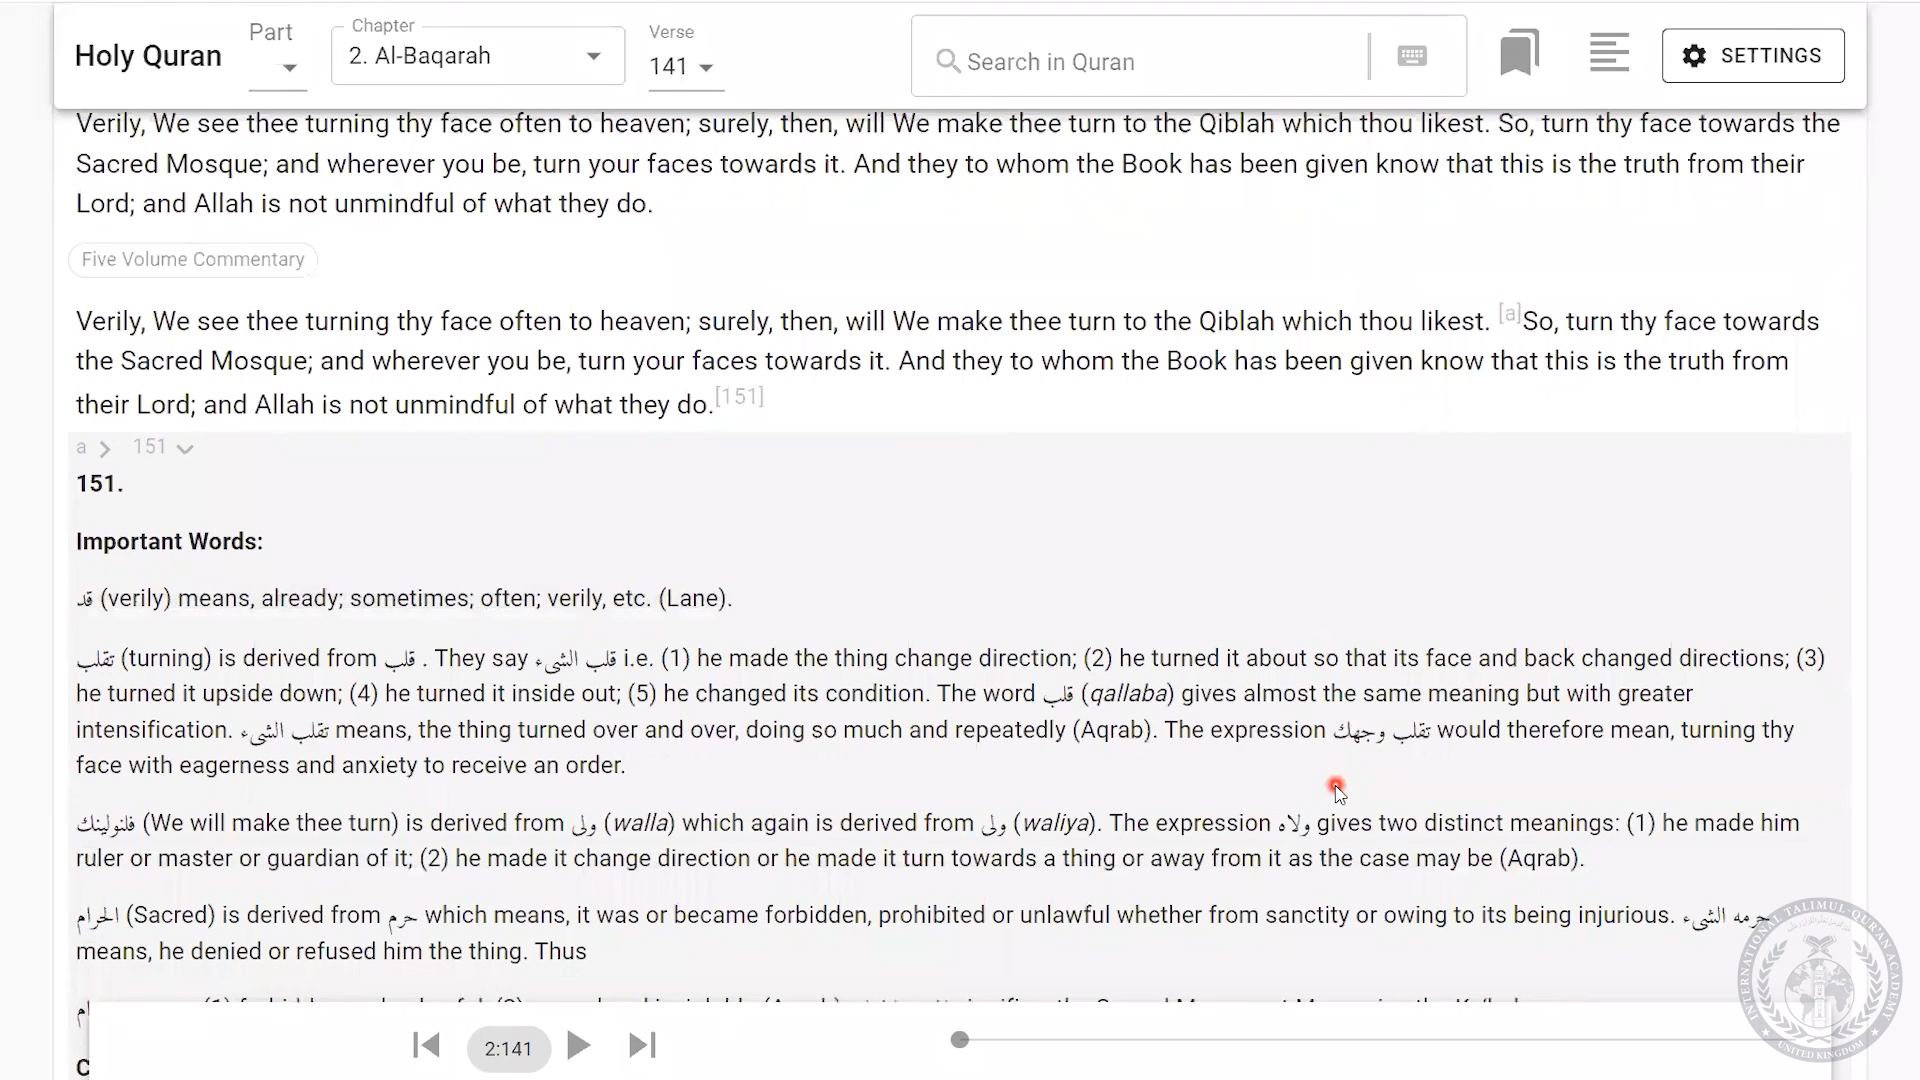 Holy Quran
Part
Chapter
2. Al-Baqarah
Verse
141
Search in Quran
SETTINGS
Verily, We see thee turning thy face often to heaven; surely, then, will We make thee turn to the Qiblah which thou likest. So, turn thy face towards the
Sacred Mosque; and wherever you be, turn your faces towards it. And they to whom the Book has been given know that this is the truth from their
Lord; and Allah is not unmindful of what they do.
Five Volume Commentary
Verily, We see thee turning thy face often to heaven; surely, then, will We make thee turn to the Qiblah which thou likest. [a]So, turn thy face towards
the Sacred Mosque; and wherever you be, turn your faces towards it. And they to whom the Book has been given know that this is the truth from
their Lord; and Allah is not unmindful of what they do.[151]
a 151
151.
Important Words:
قد (verily) means, already; sometimes; often; verily, etc. (Lane).
تقلب (turning) is derived from قلب . They say قلب الشیء i.e. (1) he made the thing change direction; (2) he turned it about so that its face and back changed directions; (3)
he turned it upside down; (4) he turned it inside out; (5) he changed its condition. The word قلب (qallaba) gives almost the same meaning but with greater
intensification. تقلب الشیء means, the thing turned over and over, doing so much and repeatedly (Aqrab). The expression تقلب وجھك would therefore mean, turning thy
face with eagerness and anxiety to receive an order.
فلنولینك (We will make thee turn) is derived from ولی (walla) which again is derived from ولی (waliya). The expression ولاہ gives two distinct meanings: (1) he made him
ruler or master or guardian of it; (2) he made it change direction or he made it turn towards a thing or away from it as the case may be (Aqrab).
الحرام (Sacred) is derived from حرم which means, it was or became forbidden, prohibited or unlawful whether from sanctity or owing to its being injurious. حرمه الشیء
means, he denied or refused him the thing. Thus
2:141
INTERNATIONAL TALIMUL-QUR'AN ACADEMY
UNITED KINGDOM